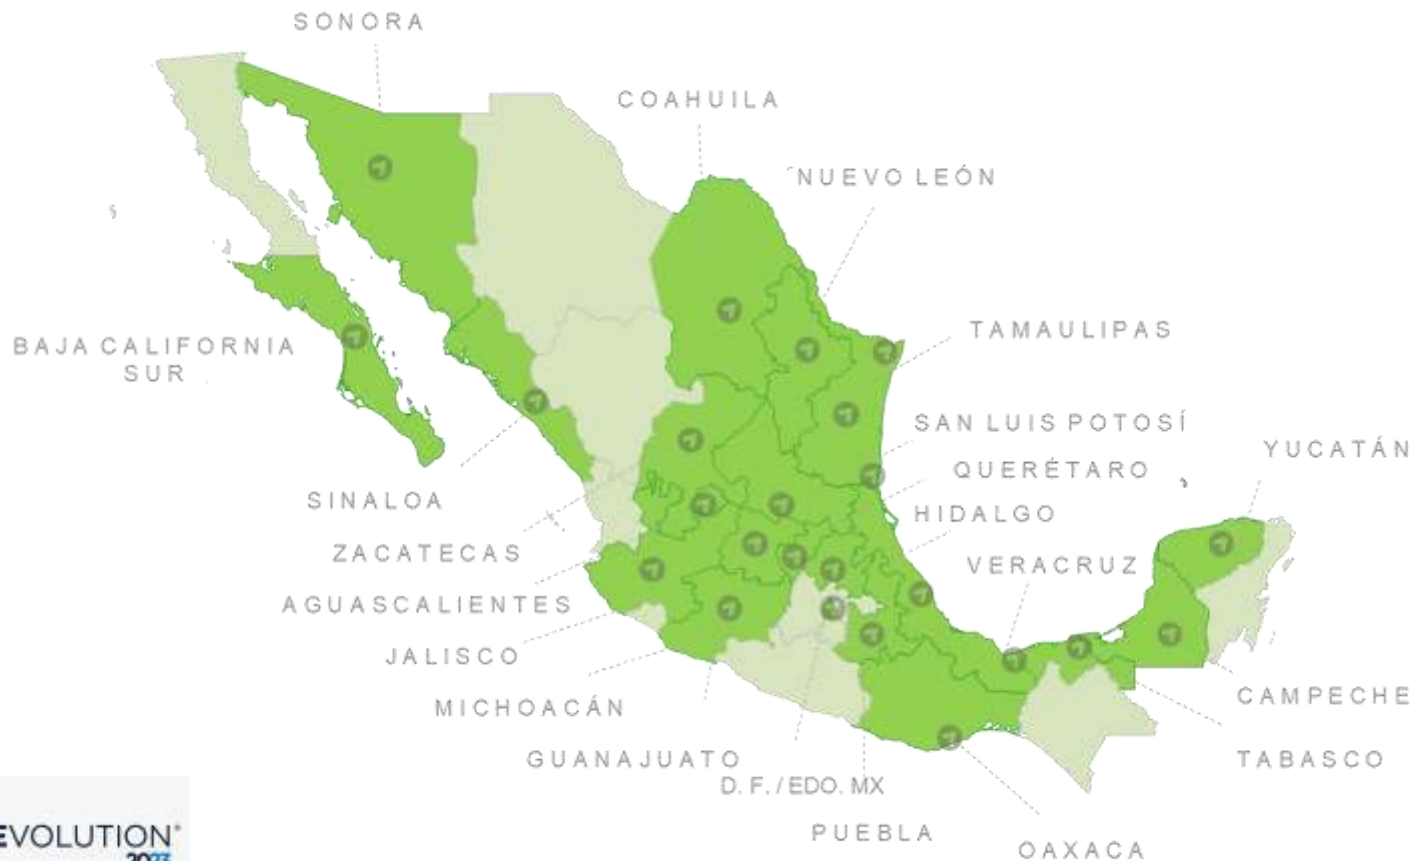 SONORA
COAHUILA
NUEVO LEÓN
TAMAULIPAS
BAJA CALIFORNIA
SUR
SAN LUIS POTOSÍ
YUCATÁN
QUERÉTARO
SINALOA
HIDALGO
ZACATECAS
VERACRUZ
AGUASCALIENTES
JALISCO
CAMPECHE
MICHOACÁN
GUANAJUATO
TABASCO
D. F. / EDO. MX
PUEBLA
OAXACA
EVOLUTION®
2023